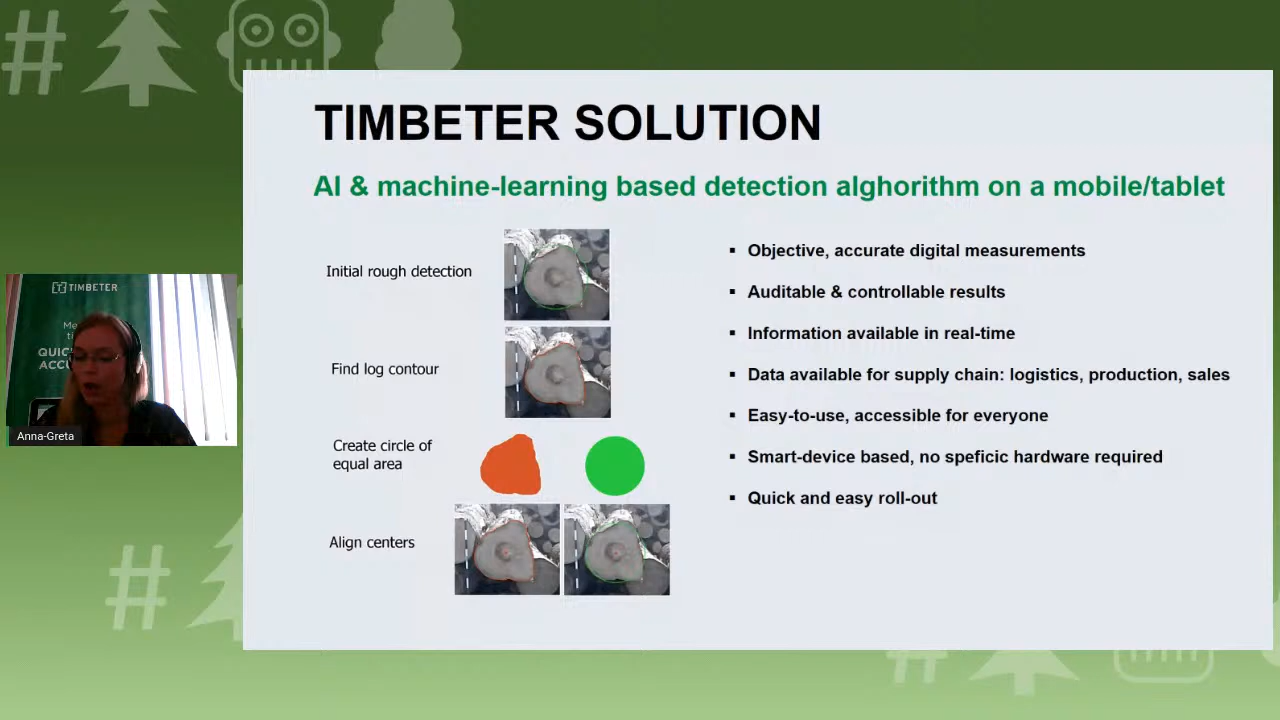 TIMBETER SOLUTION
AI & machine-learning based detection alghorithm on a mobile/tablet
Initial rough detection
Find log contour
Create circle of
equal area
Align centers
▪ Objective, accurate digital measurements
▪ Auditable & controllable results
▪ Information available in real-time
▪ Data available for supply chain: logistics, production, sales
▪ Easy-to-use, accessible for everyone
▪ Smart-device based, no speficic hardware required
▪ Quick and easy roll-out
TIMBETER
Anna-Greta
# 
#
#